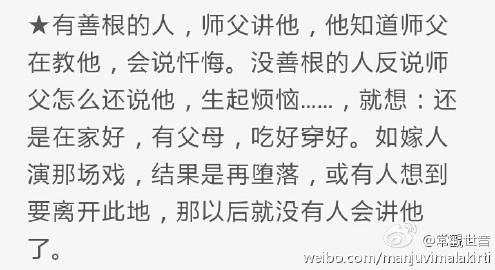 ★有善根的人，师父讲他，他知道师父
在教他，会说忏悔。没善根的人反说师
父怎么还说他，生起烦恼……，就想：还
是在家好，有父母，吃好穿好。如嫁人
演那场戏，结果是再堕落，或有人想到
要离开此地，那以后就没有人会讲他
了。
@常觀世音
weibo.com/manjuvimalakirti